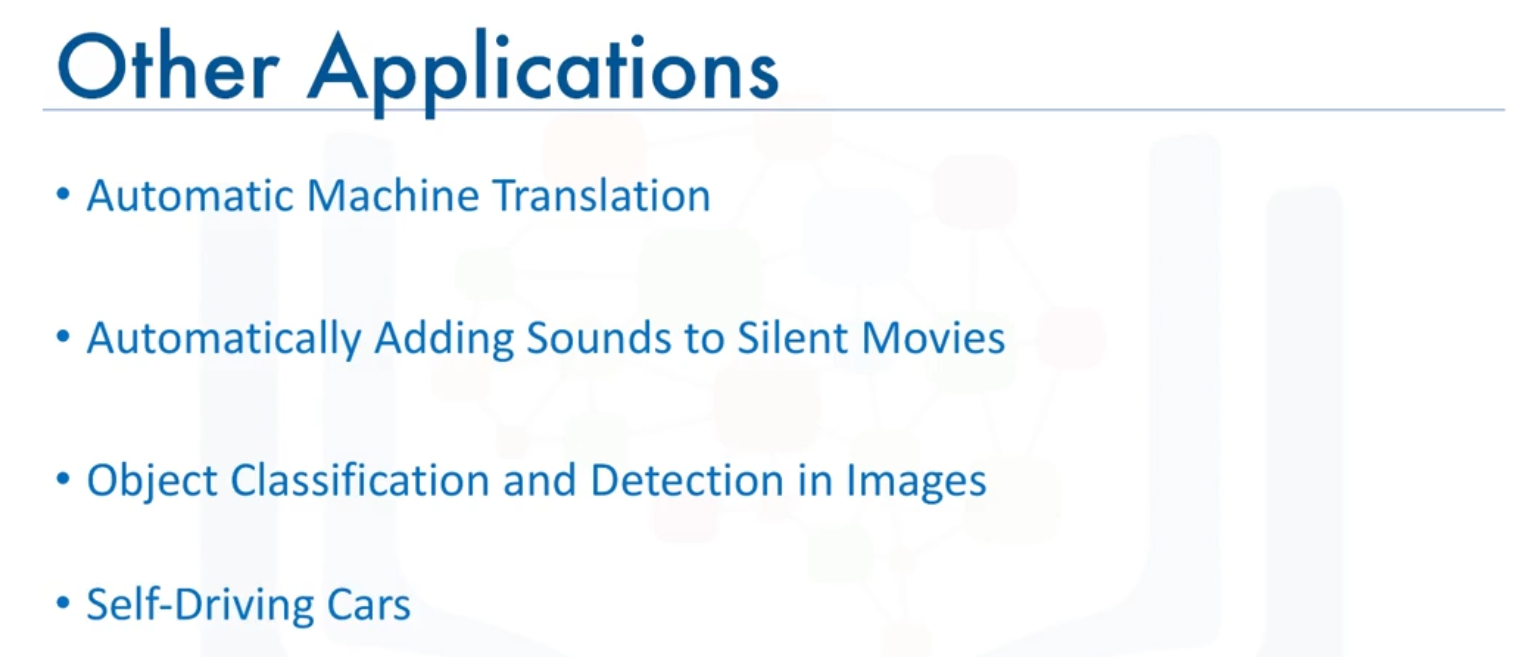 Other Applications
• Automatic Machine Translation
• Automatically Adding Sounds to Silent Movies
• Object Classification and Detection in Images
• Self-Driving Cars